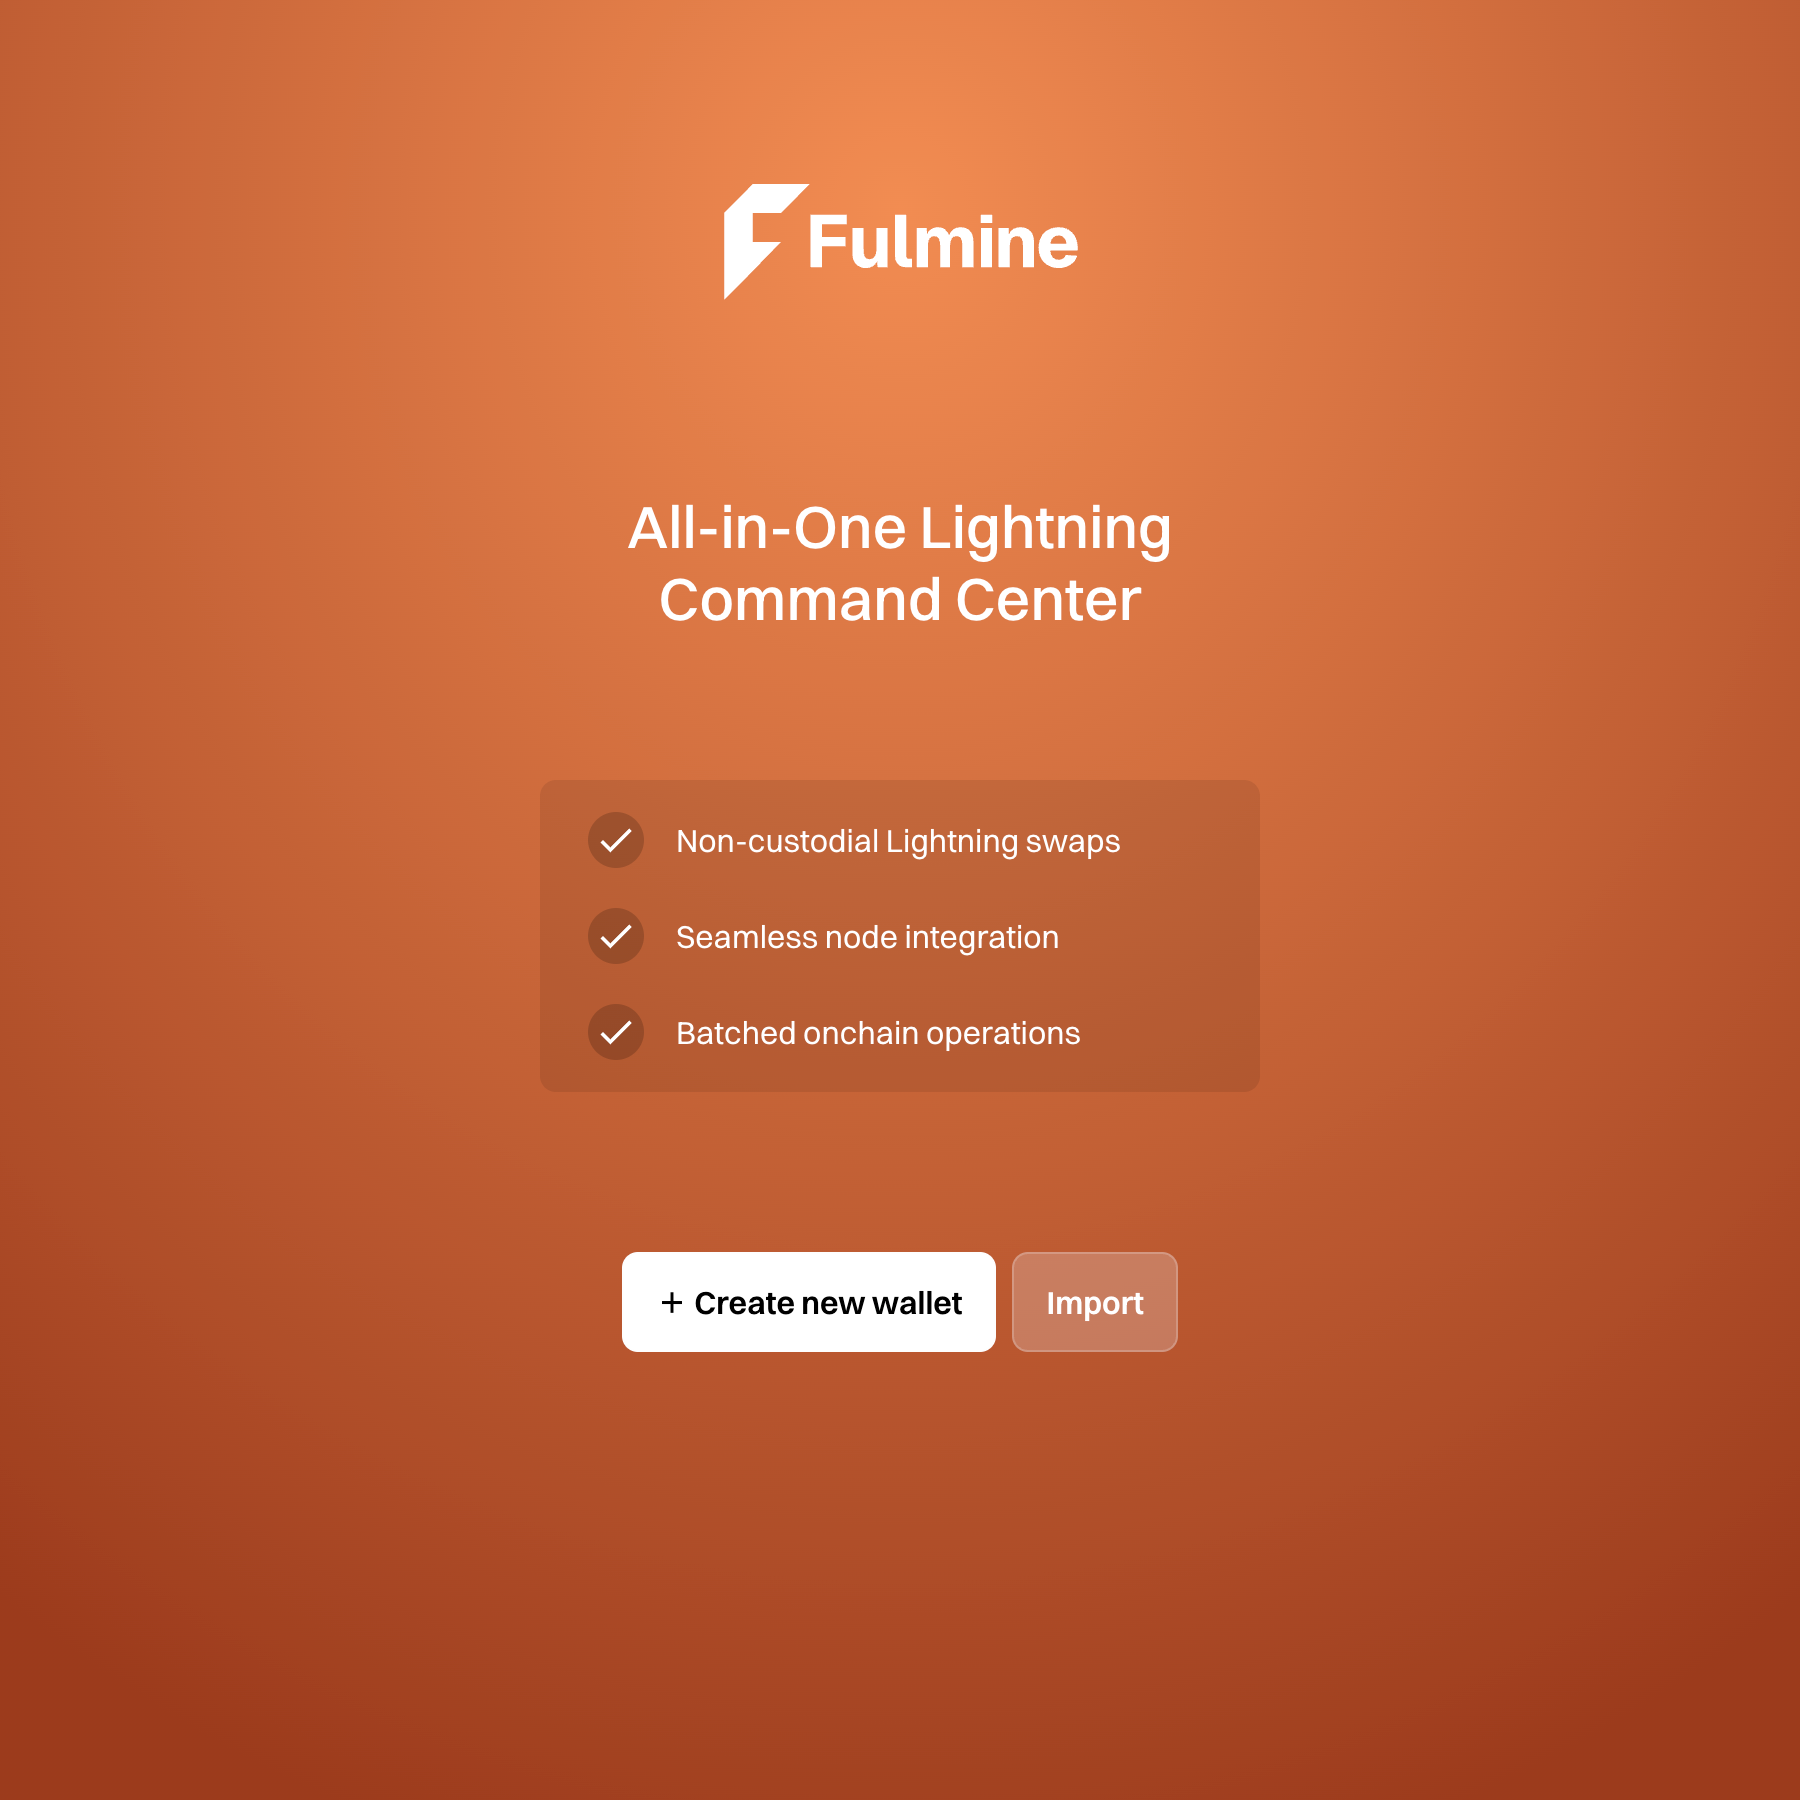 Fulmine
All-in-One Lightning
Command Center
Non-custodial Lightning swaps
Seamless node integration
Batched onchain operations
+ Create new wallet
Import